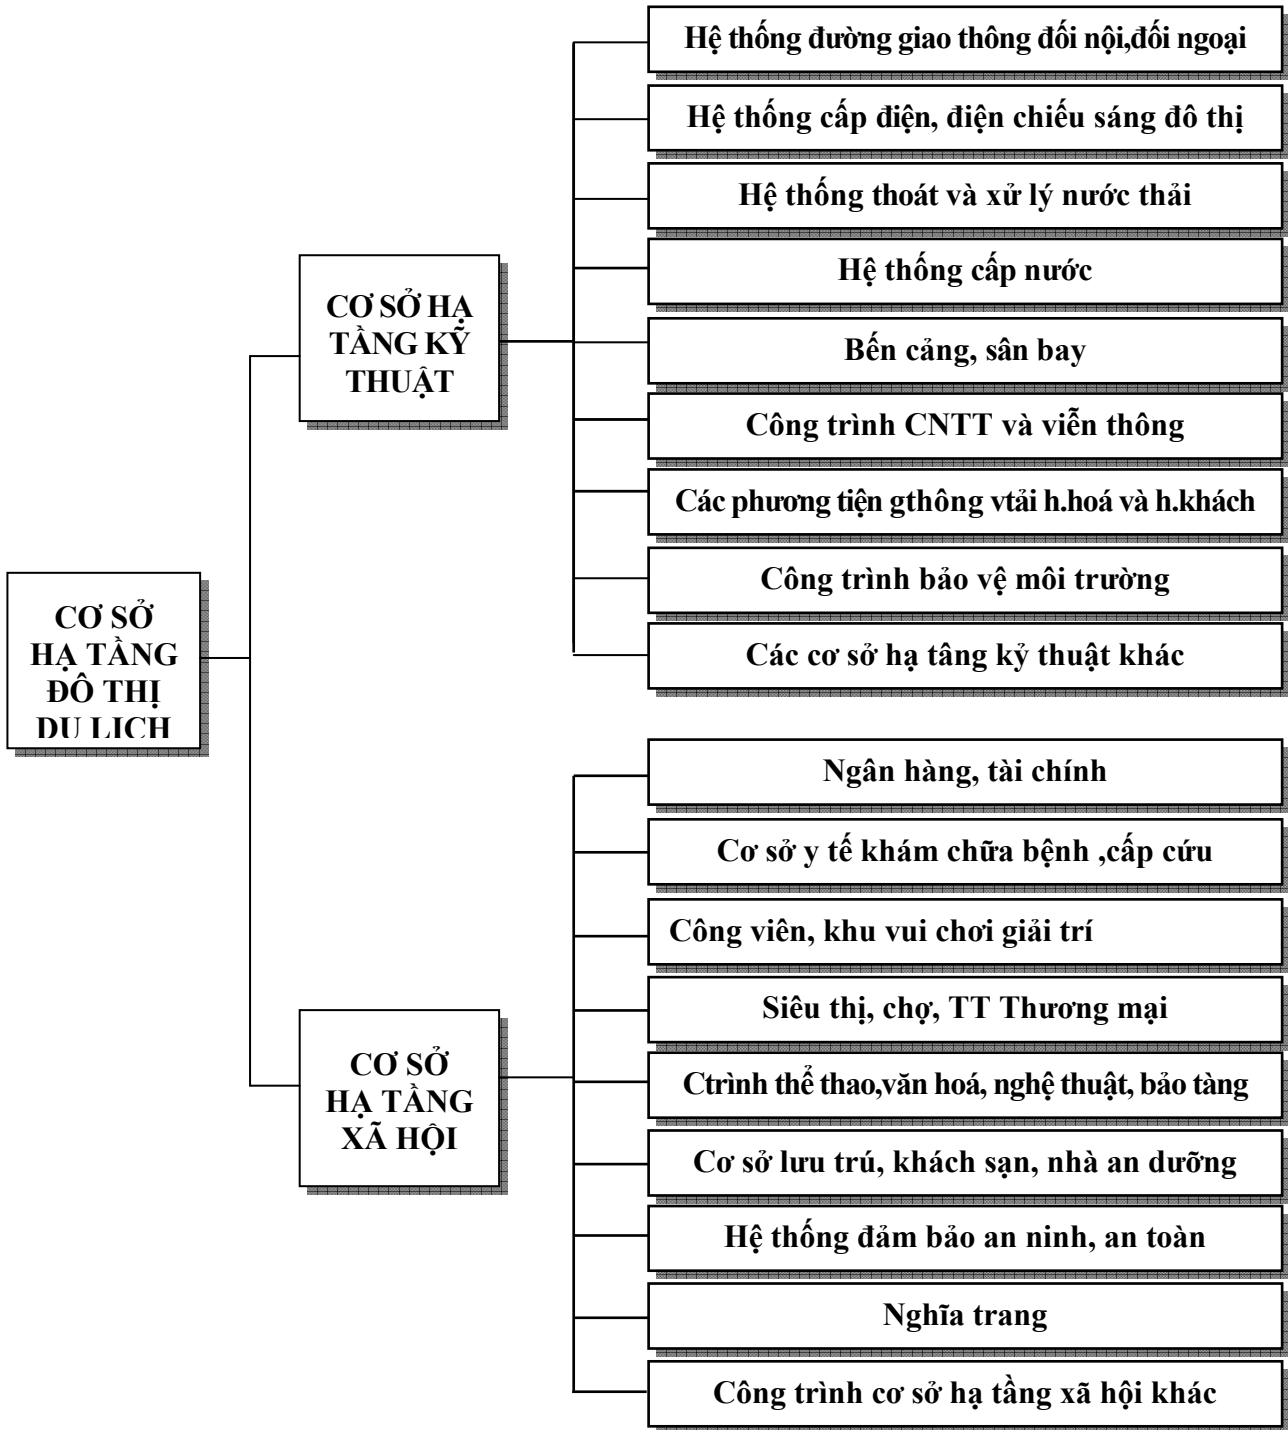 CƠ SỞ
HẠ TẦNG
ĐÔ THỊ
DU LỊCH
CƠ SỞ HẠ
TẦNG KỸ
THUẬT
Hệ thống đường giao thông đối nội,đối ngoại
Hệ thống cấp điện, điện chiếu sáng đô thị
Hệ thống thoát và xử lý nước thải
Hệ thống cấp nước
Bến cảng, sân bay
Công trình CNTT và viễn thông
Các phương tiện gthông vtải h.hoá và h.khách
Công trình bảo vệ môi trường
Các cơ sở hạ tâng kỷ thuật khác
CƠ SỞ
HẠ TẦNG
XÃ HỘI
Ngân hàng, tài chính
Cơ sở y tế khám chữa bệnh ,cấp cứu
Công viên, khu vui chơi giải trí
Siêu thị, chợ, TT Thương mại
Ctrình thể thao,văn hoá, nghệ thuật, bảo tàng
Cơ sở lưu trú, khách sạn, nhà an dưỡng
Hệ thống đảm bảo an ninh, an toàn
Nghĩa trang
Công trình cơ sở hạ tầng xã hội khác